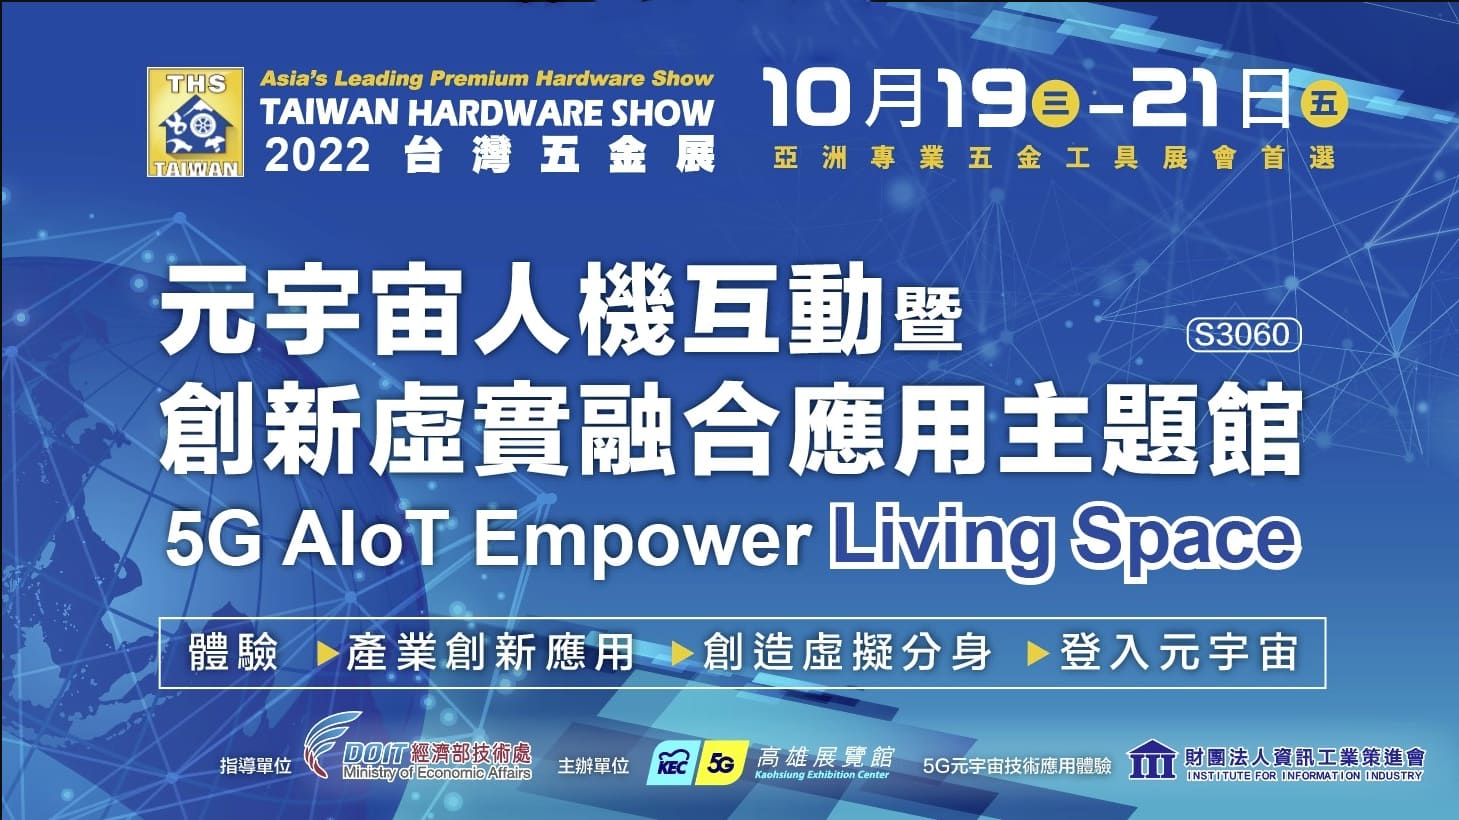 THS
TAIWAN
Asia's Leading Premium Hardware Show
TAIWAN HARDWARE SHOW
2022 台灣五金展
10月19三-21日五
亞洲專業五金工具展會首選
元宇宙人機互動暨
S3060
創新虛實融合應用主題館
5G AIoT Empower Living Space
體驗 ▶產業創新應用 ▶創造虛擬分身 ▶登入元宇宙
指導單位 DOIT 經濟部技術處
Ministry of Economic Affairs
主辦單位 KEC 5G 高雄展覽館
Kaohsiung Exhibition Center
5G元宇宙技術應用體驗 財團法人資訊工業策進會
INSTITUTE FOR INFORMATION INDUSTRY